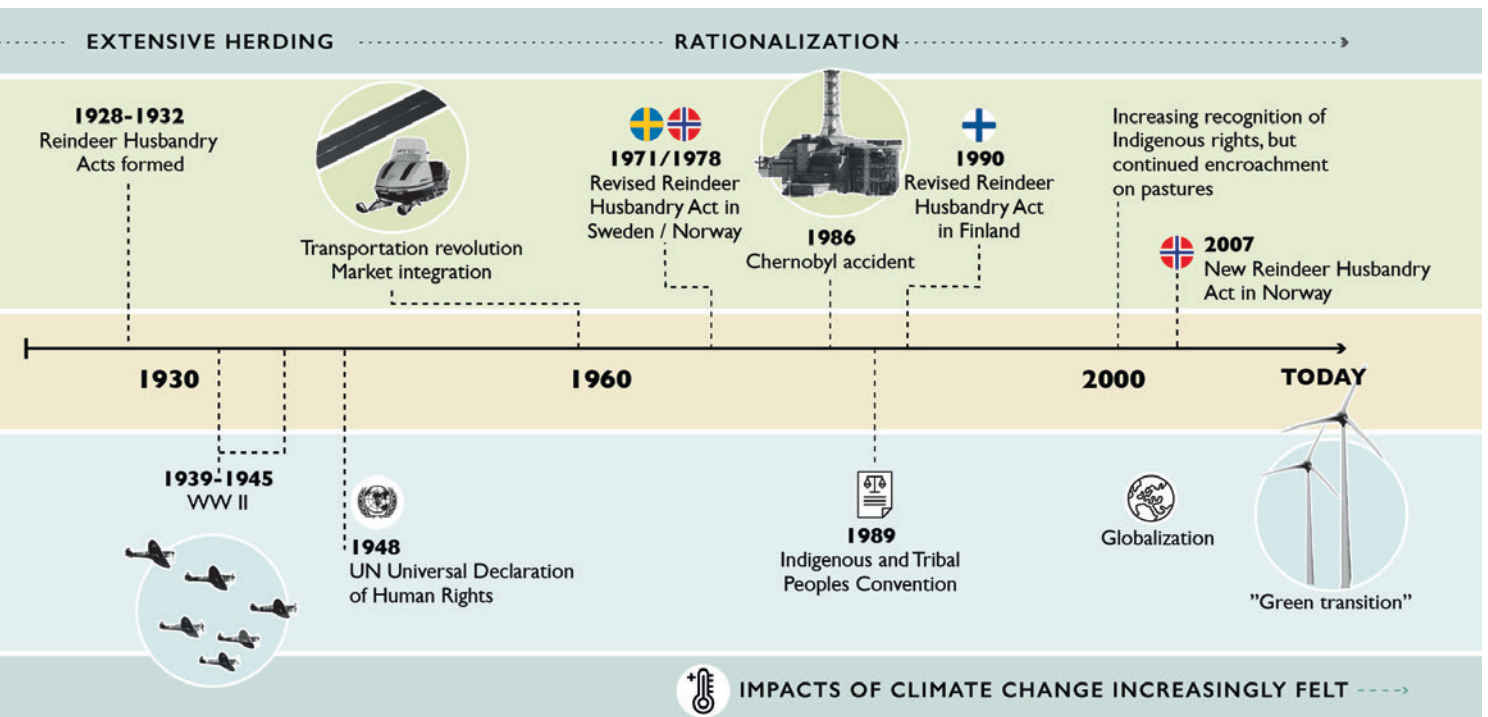 EXTENSIVE HERDING
RATIONALIZATION
1928-1932
Reindeer Husbandry
Acts formed
Transportation revolution
Market integration
1971/1978
Revised Reindeer
Husbandry Act in
Sweden / Norway
1986
Chernobyl accident
1990
Revised Reindeer
Husbandry Act
in Finland
Increasing recognition of
Indigenous rights, but
continued encroachment
on pastures
2007
New Reindeer Husbandry
Act in Norway
1930
1960
2000
TODAY
1939-1945
WW II
1948
UN Universal Declaration
of Human Rights
1989
Indigenous and Tribal
Peoples Convention
Globalization
”Green transition”
IMPACTS OF CLIMATE CHANGE INCREASINGLY FELT